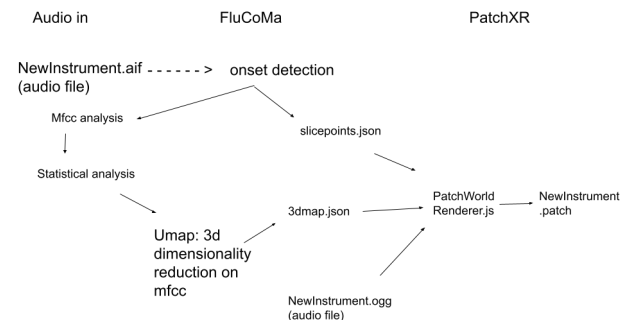 Audio in
FluCoMa
PatchXR
NewInstrument.aif - - - - - - >
(audio file)
onset detection
Mfcc analysis
slicepoints.json
Statistical analysis
Umap: 3d
dimensionality
reduction on
mfcc
3dmap.json
PatchWorld
Renderer.js
NewInstrument
.patch
NewInstrument.ogg
(audio file)